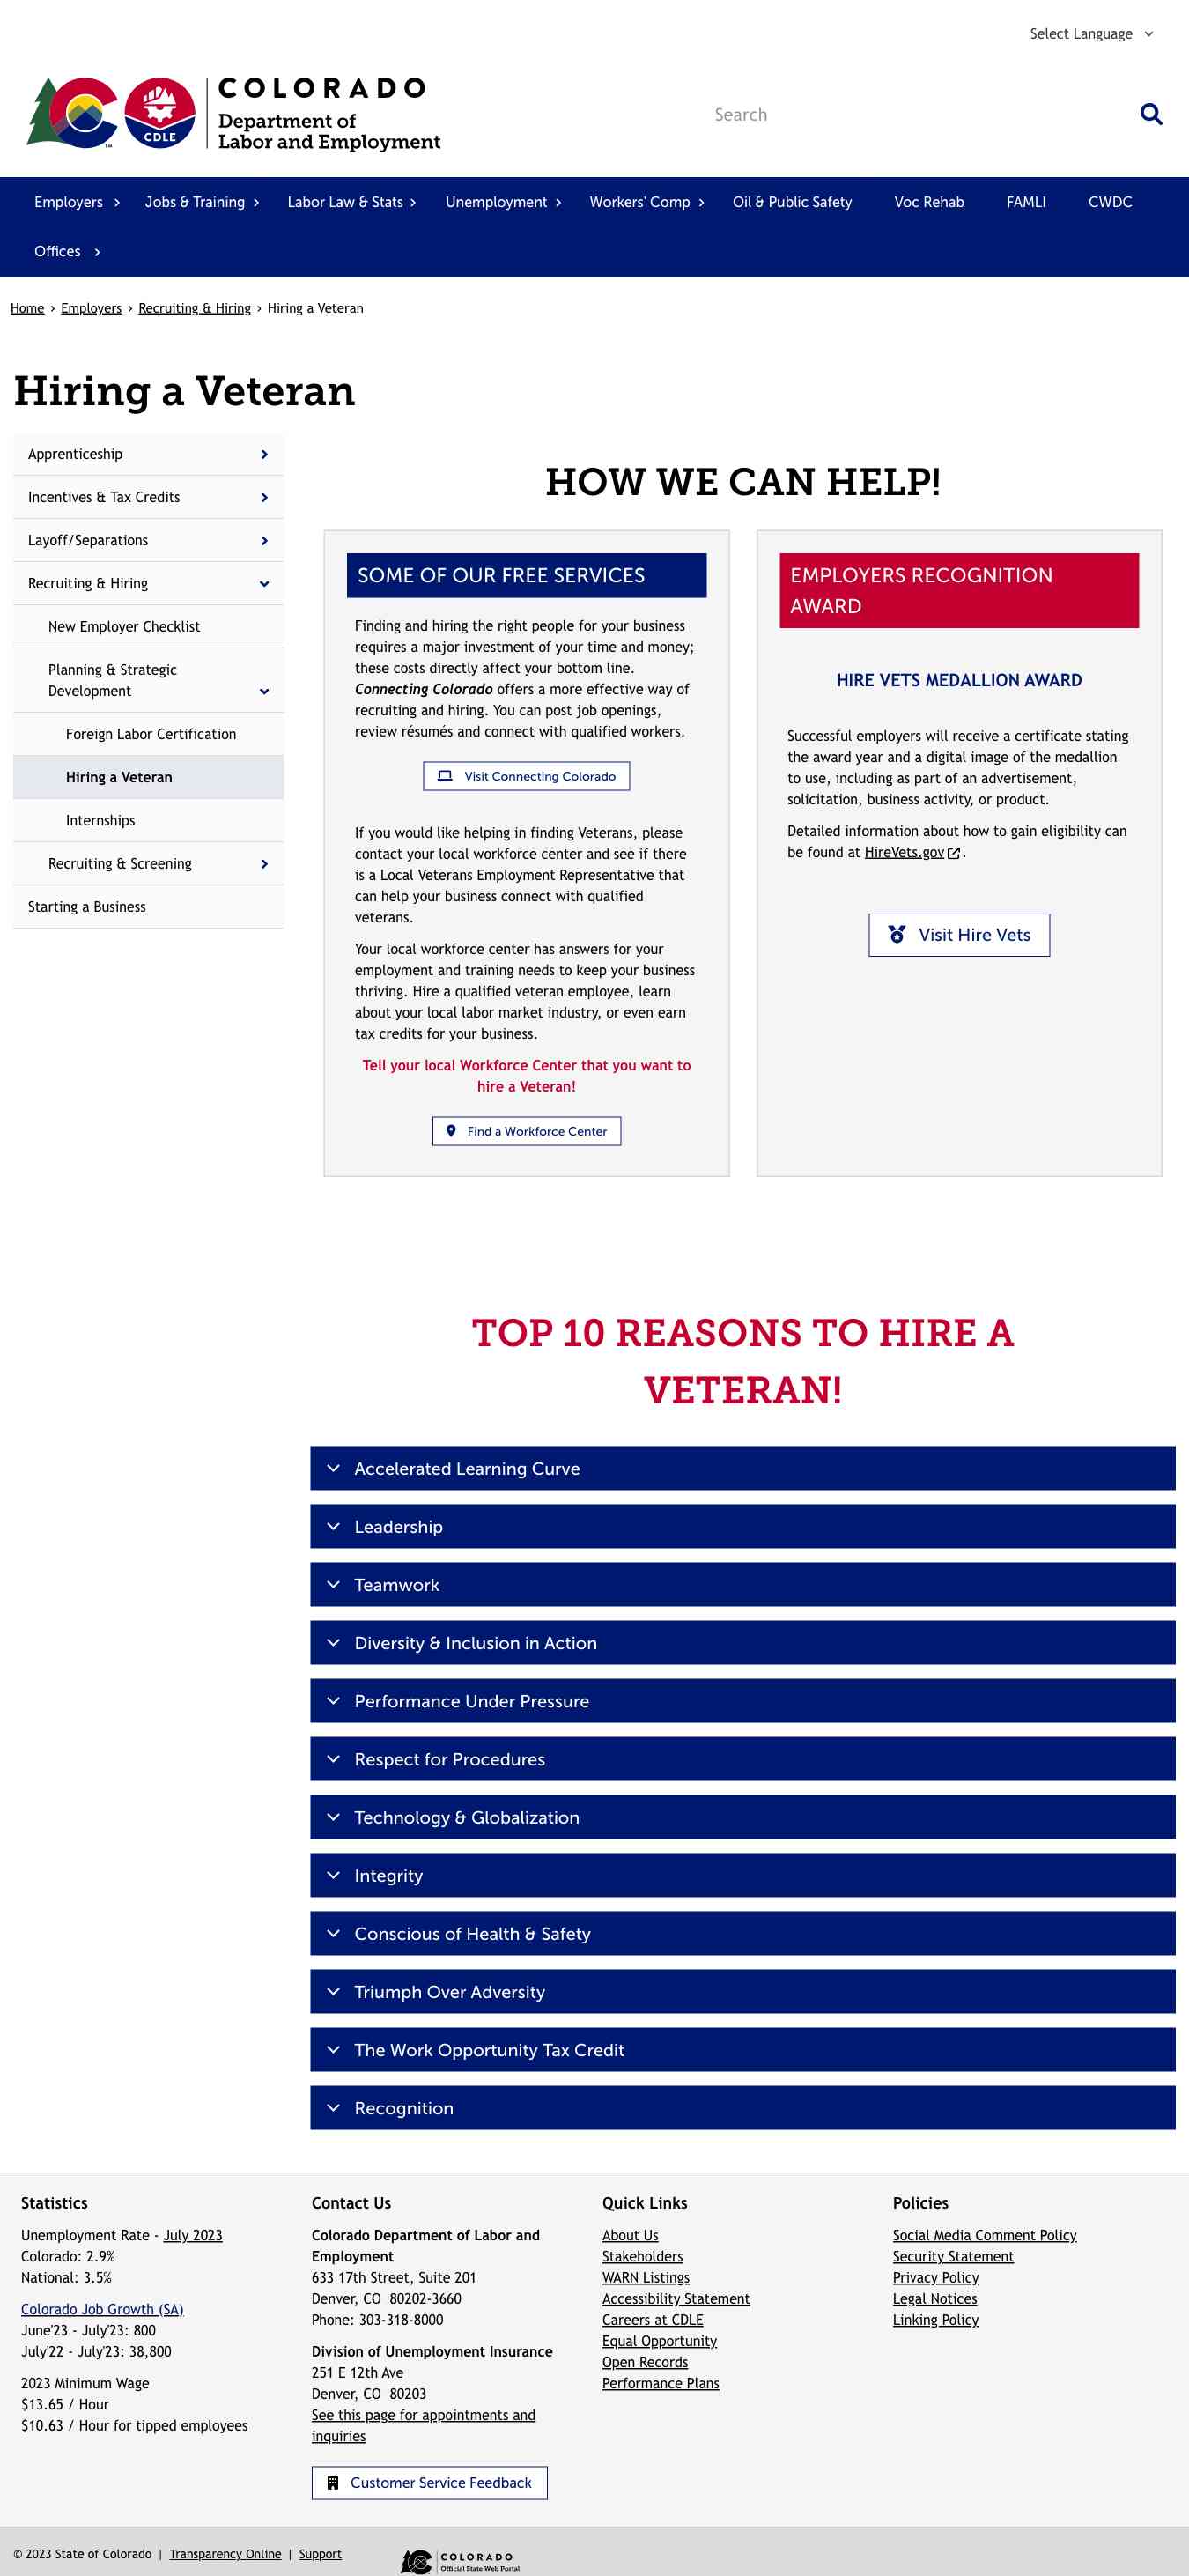 Select Language
COLORADO
Department of
Labor and Employment
CDLE
TM
Search
Employers
Jobs & Training
Labor Law & Stats
Unemployment
Workers' Comp
Oil & Public Safety
Voc Rehab
FAMLI
CWDC
Offices
Home › Employers › Recruiting & Hiring › Hiring a Veteran
Hiring a Veteran
Apprenticeship
Incentives & Tax Credits
Layoff/Separations
Recruiting & Hiring
New Employer Checklist
Planning & Strategic
Development
Foreign Labor Certification
Hiring a Veteran
Internships
Recruiting & Screening
Starting a Business
HOW WE CAN HELP!
SOME OF OUR FREE SERVICES
Finding and hiring the right people for your business
requires a major investment of your time and money;
these costs directly affect your bottom line.
Connecting Colorado offers a more effective way of
recruiting and hiring. You can post job openings,
review résumés and connect with qualified workers.
Visit Connecting Colorado
If you would like helping in finding Veterans, please
contact your local workforce center and see if there
is a Local Veterans Employment Representative that
can help your business connect with qualified
veterans.
Your local workforce center has answers for your
employment and training needs to keep your business
thriving. Hire a qualified veteran employee, learn
about your local labor market industry, or even earn
tax credits for your business.
Tell your local Workforce Center that you want to
hire a Veteran!
Find a Workforce Center
EMPLOYERS RECOGNITION
AWARD
HIRE VETS MEDALLION AWARD
Successful employers will receive a certificate stating
the award year and a digital image of the medallion
to use, including as part of an advertisement,
solicitation, business activity, or product.
Detailed information about how to gain eligibility can
be found at HireVets.gov .
Visit Hire Vets
TOP 10 REASONS TO HIRE A
VETERAN!
Accelerated Learning Curve
Leadership
Teamwork
Diversity & Inclusion in Action
Performance Under Pressure
Respect for Procedures
Technology & Globalization
Integrity
Conscious of Health & Safety
Triumph Over Adversity
The Work Opportunity Tax Credit
Recognition
Statistics
Unemployment Rate - July 2023
Colorado: 2.9%
National: 3.5%
Colorado Job Growth (SA)
June'23 - July'23: 800
July'22 - July'23: 38,800
2023 Minimum Wage
$13.65 / Hour
$10.63 / Hour for tipped employees
Contact Us
Colorado Department of Labor and
Employment
633 17th Street, Suite 201
Denver, CO  80202-3660
Phone: 303-318-8000
Division of Unemployment Insurance
251 E 12th Ave
Denver, CO  80203
See this page for appointments and
inquiries
Customer Service Feedback
Quick Links
About Us
Stakeholders
WARN Listings
Accessibility Statement
Careers at CDLE
Equal Opportunity
Open Records
Performance Plans
Policies
Social Media Comment Policy
Security Statement
Privacy Policy
Legal Notices
Linking Policy
© 2023 State of Colorado | Transparency Online | Support
COLORADO
Official State Web Portal